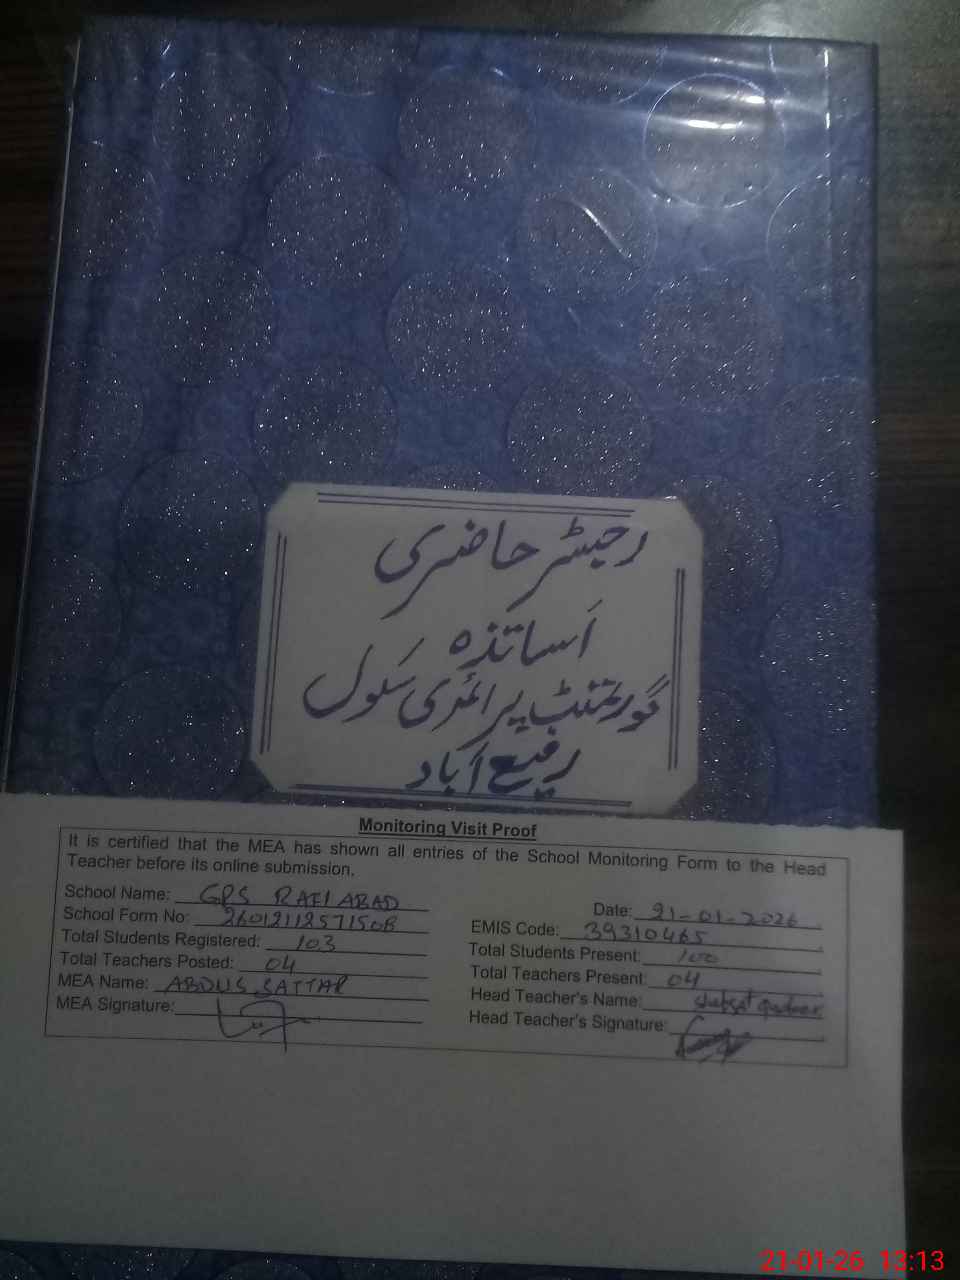 رجسٹر حاضری
اَساتذہ
گورنمنٹ پرائمری سکول
رفیع آباد
Monitoring Visit Proof
It is certified that the MEA has shown all entries of the School Monitoring Form to the Head
Teacher before its online submission.
School Name: GPS RAFI ABAD
Date: 21-01-2026
School Form No:
EMIS Code: 39310465
Total Students Registered: 103
Total Students Present: 100
Total Teachers Posted: 04
Total Teachers Present: 04
MEA Name: ABDUS SATTAR
Head Teacher's Name:
MEA Signature:
Head Teacher's Signature:
21-01-26 13:13